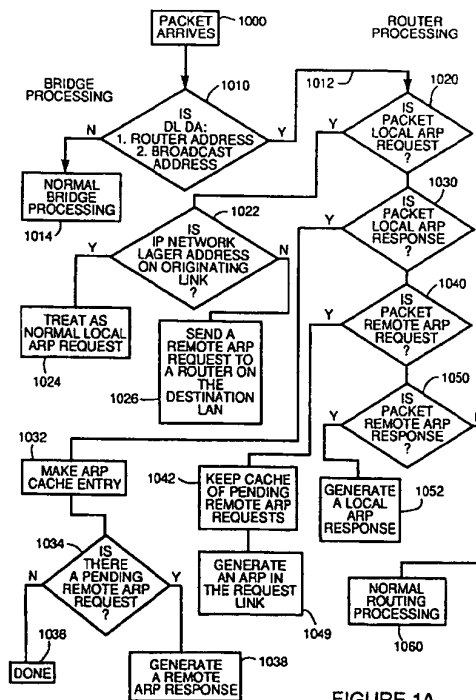 1000
PACKET
ARRIVES
ROUTER
PROCESSING
BRIDGE
PROCESSING
1010
1012
1020
IS
DL DA:
1. ROUTER ADDRESS
2. BROADCAST
ADDRESS
N
Y
IS
PACKET
LOCAL ARP
REQUEST
?
Y
NORMAL
BRIDGE
PROCESSING
1014
1022
IS
IP NETWORK
LAGER ADDRESS
ON ORIGINATING
LINK
?
Y
N
1030
IS
PACKET
LOCAL ARP
RESPONSE
?
Y
TREAT AS
NORMAL LOCAL
ARP REQUEST
1024
SEND A
REMOTE ARP
REQUEST TO
A ROUTER ON
THE
DESTINATION
LAN
1026
1040
IS
PACKET
REMOTE ARP
REQUEST
?
Y
1050
IS
PACKET
REMOTE ARP
RESPONSE
?
Y
1032
MAKE ARP
CACHE ENTRY
1042
KEEP CACHE
OF PENDING
REMOTE ARP
REQUESTS
GENERATE
A LOCAL
ARP
RESPONSE
1052
1034
IS
THERE
A PENDING
REMOTE ARP
REQUEST
?
N
Y
GENERATE
AN ARP IN
THE REQUEST
LINK
1049
NORMAL
ROUTING
PROCESSING
1060
1036
DONE
GENERATE
A REMOTE
ARP RESPONSE
1038
FIGURE 1A